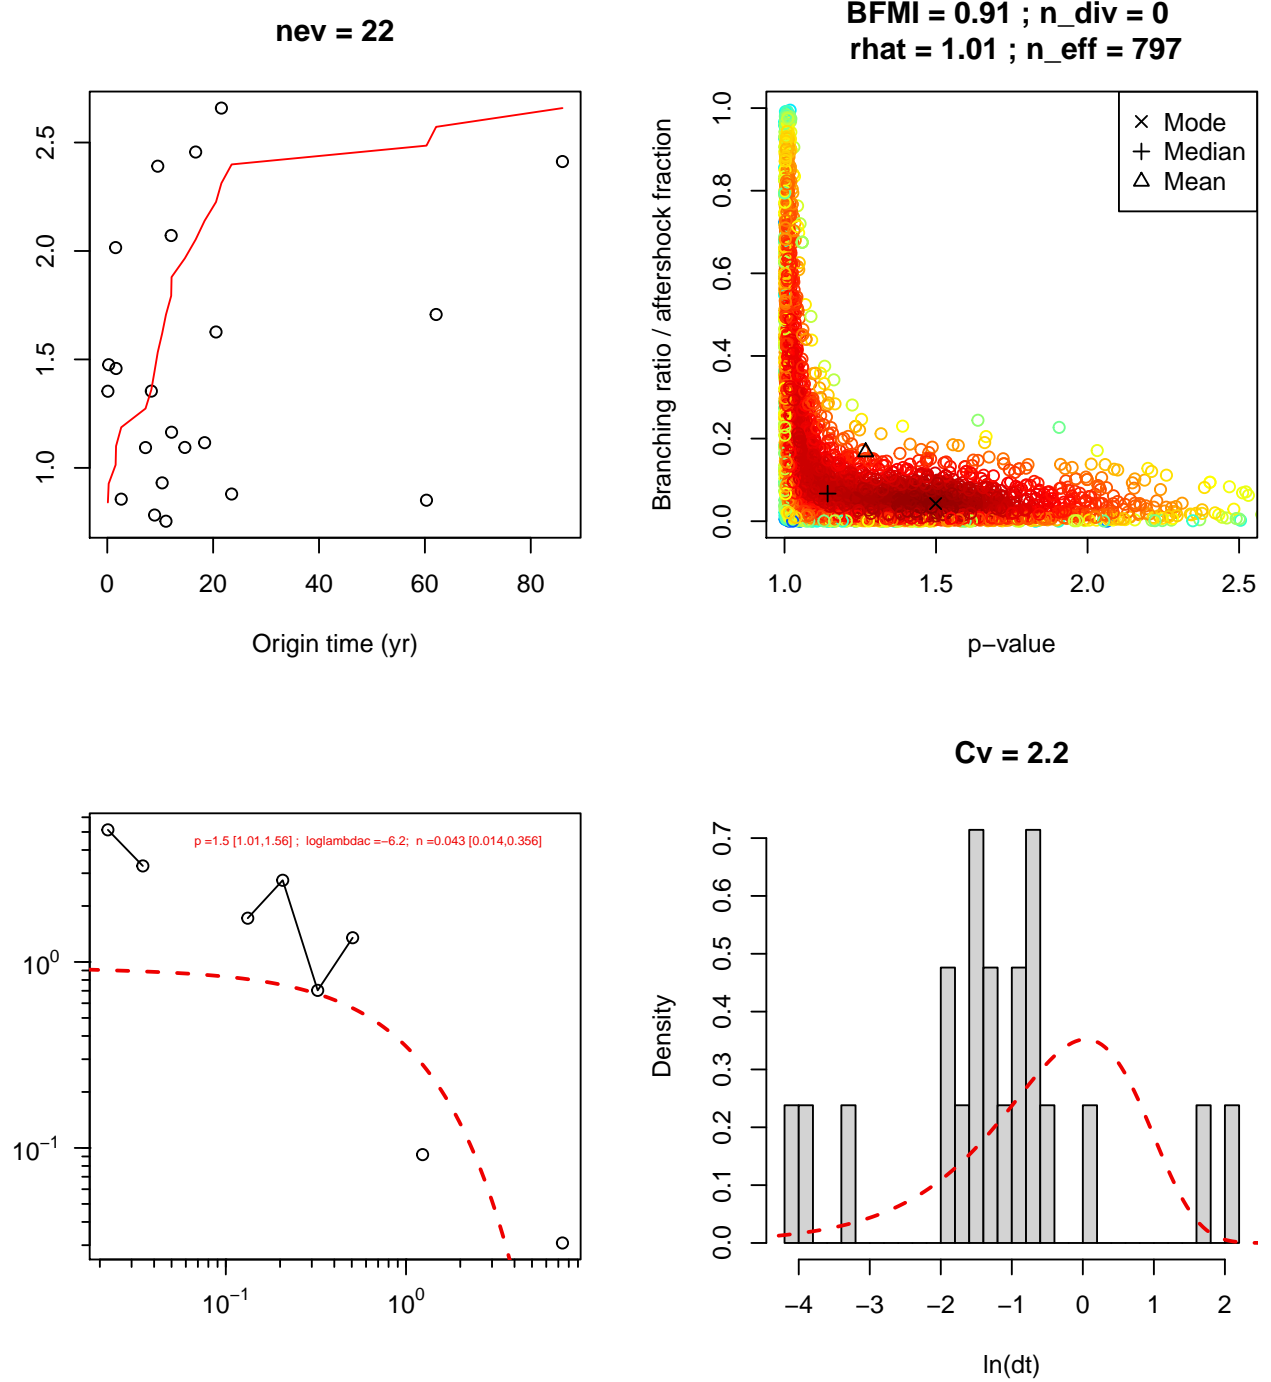 nev = 22
2.5
2.0
1.5
1.0
0 20 40 60 80
Origin time (yr)
BFMI = 0.91 ; n_div = 0
rhat = 1.01 ; n_eff = 797
Branching ratio / aftershock fraction
1.0
0.8
0.6
0.4
0.2
0.0
Mode
Median
Mean
1.0 1.5 2.0 2.5
p−value
p =1.5 [1.01,1.56] ; loglambdac =−6.2; n =0.043 [0.014,0.356]
10⁰
10⁻¹
10⁻¹ 10⁰
Cv = 2.2
Density
0.7
0.6
0.5
0.4
0.3
0.2
0.1
0.0
−4 −3 −2 −1 0 1 2
ln(dt)